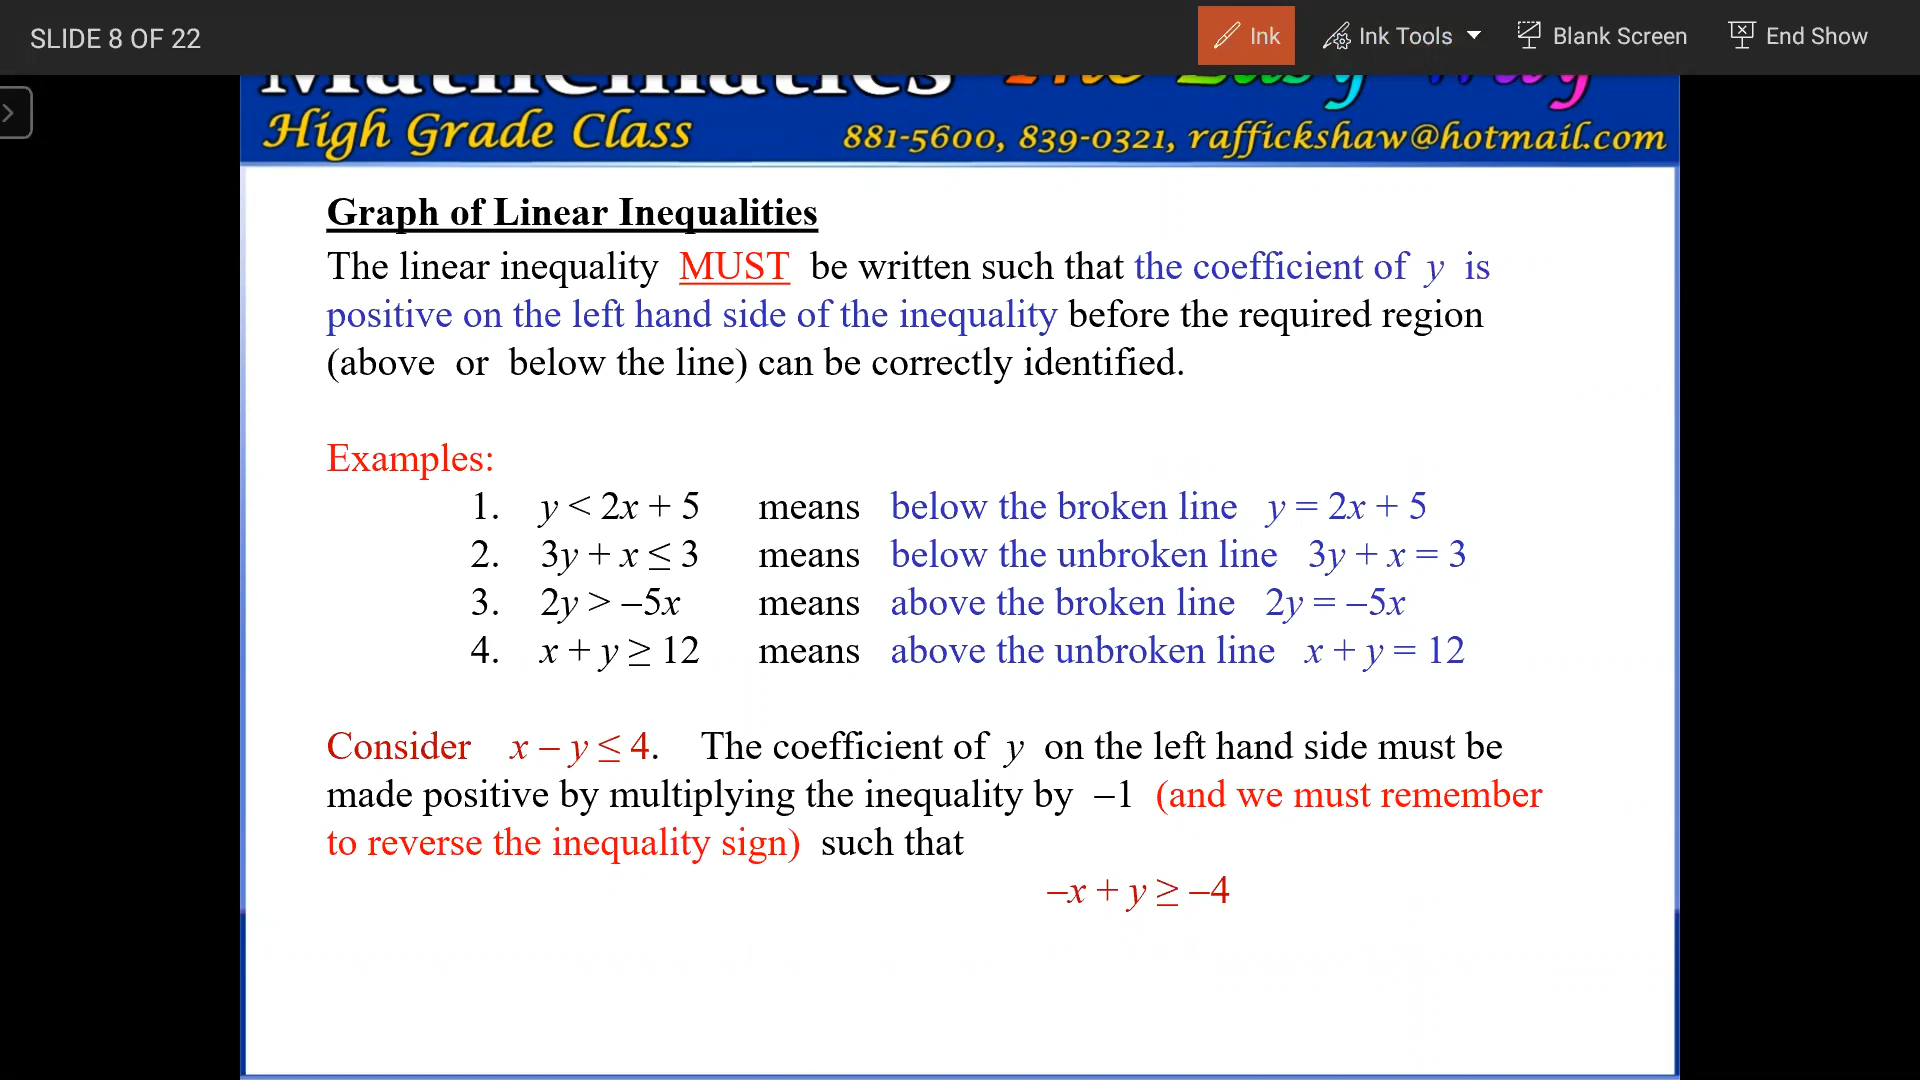 SLIDE 8 OF 22 Ink Ink Tools Blank Screen End Show
Mathematics The Easy Way
High Grade Class 881-5600, 839-0321, raffickshaw@hotmail.com
Graph of Linear Inequalities
The linear inequality MUST be written such that the coefficient of y is
positive on the left hand side of the inequality before the required region
(above or below the line) can be correctly identified.
Examples:
1. y < 2x + 5 means below the broken line y = 2x + 5
2. 3y + x ≤ 3 means below the unbroken line 3y + x = 3
3. 2y > –5x means above the broken line 2y = –5x
4. x + y ≥ 12 means above the unbroken line x + y = 12
Consider x – y ≤ 4. The coefficient of y on the left hand side must be
made positive by multiplying the inequality by –1 (and we must remember
to reverse the inequality sign) such that
–x + y ≥ –4